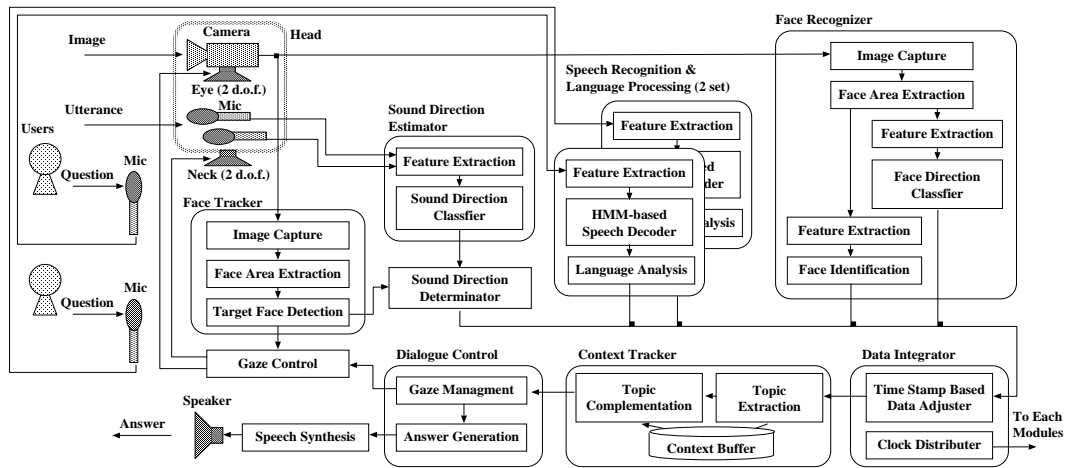 Image
Camera
Head
Eye (2 d.o.f.)
Mic
Utterance
Neck (2 d.o.f.)
Users
Mic
Question
Mic
Question
Face Tracker
Image Capture
Face Area Extraction
Target Face Detection
Gaze Control
Sound Direction
Estimator
Feature Extraction
Sound Direction
Classfier
Sound Direction
Determinator
Speech Recognition &
Language Processing (2 set)
Feature Extraction
ed
der
alysis
Feature Extraction
HMM-based
Speech Decoder
Language Analysis
Face Recognizer
Image Capture
Face Area Extraction
Feature Extraction
Face Direction
Classfier
Feature Extraction
Face Identification
Dialogue Control
Gaze Managment
Answer Generation
Context Tracker
Topic
Complementation
Topic
Extraction
Context Buffer
Data Integrator
Time Stamp Based
Data Adjuster
Clock Distributer
To Each
Modules
Speaker
Answer
Speech Synthesis